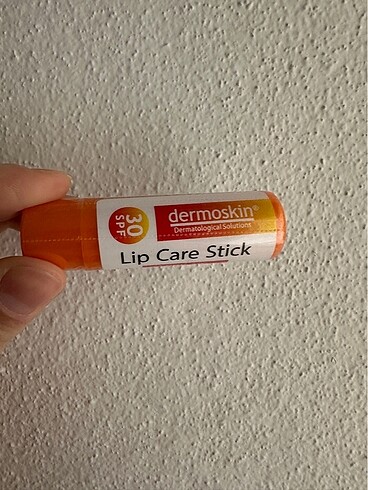 30
SPF
dermoskin®
Dermatological Solutions
Lip Care Stick